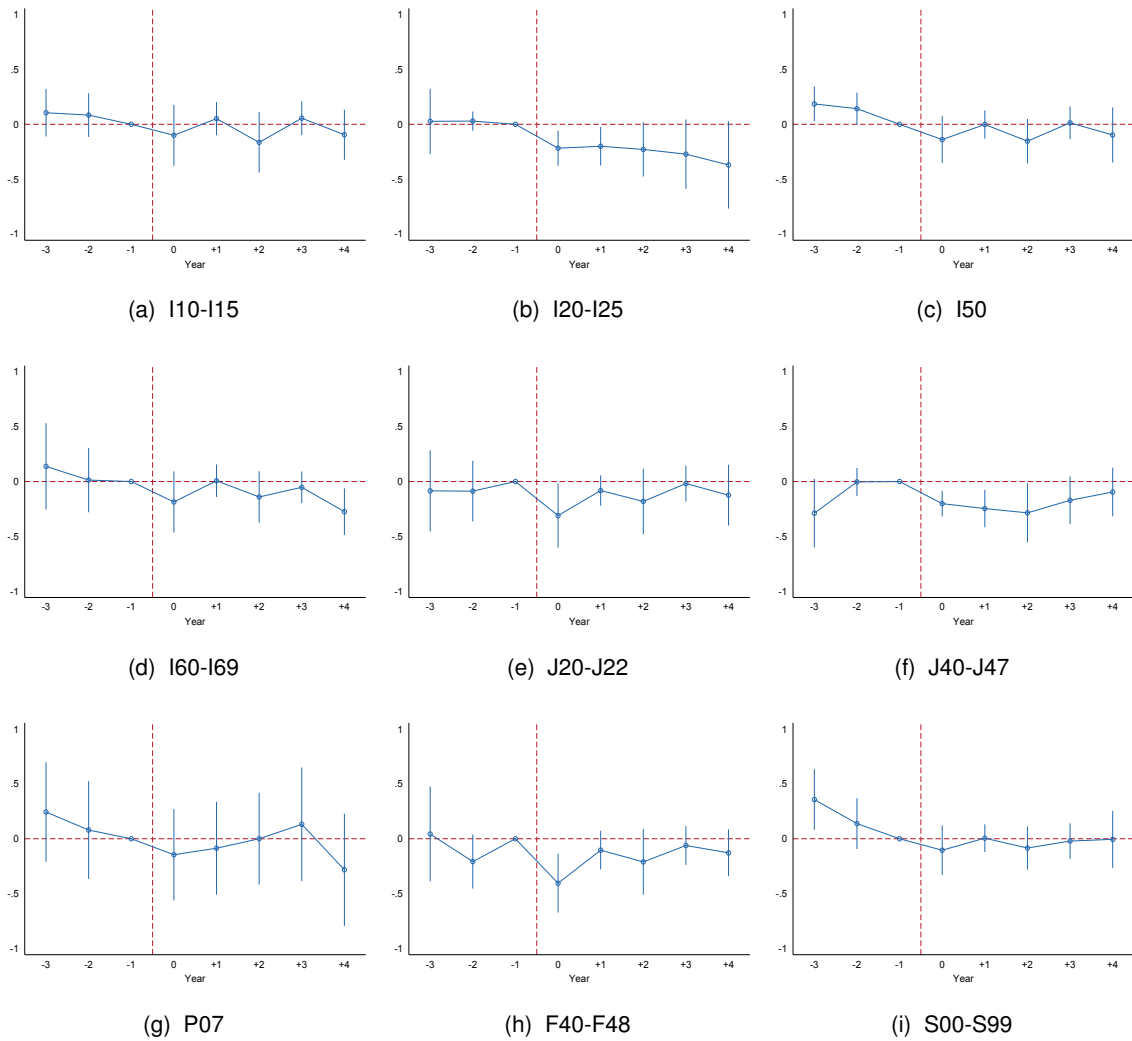 1
.5
0
-.5
-1
-3 -2 -1 0 +1 +2 +3 +4
Year
(a) I10-I15
1
.5
0
-.5
-1
-3 -2 -1 0 +1 +2 +3 +4
Year
(b) I20-I25
1
.5
0
-.5
-1
-3 -2 -1 0 +1 +2 +3 +4
Year
(c) I50
1
.5
0
-.5
-1
-3 -2 -1 0 +1 +2 +3 +4
Year
(d) I60-I69
1
.5
0
-.5
-1
-3 -2 -1 0 +1 +2 +3 +4
Year
(e) J20-J22
1
.5
0
-.5
-1
-3 -2 -1 0 +1 +2 +3 +4
Year
(f) J40-J47
1
.5
0
-.5
-1
-3 -2 -1 0 +1 +2 +3 +4
Year
(g) P07
1
.5
0
-.5
-1
-3 -2 -1 0 +1 +2 +3 +4
Year
(h) F40-F48
1
.5
0
-.5
-1
-3 -2 -1 0 +1 +2 +3 +4
Year
(i) S00-S99